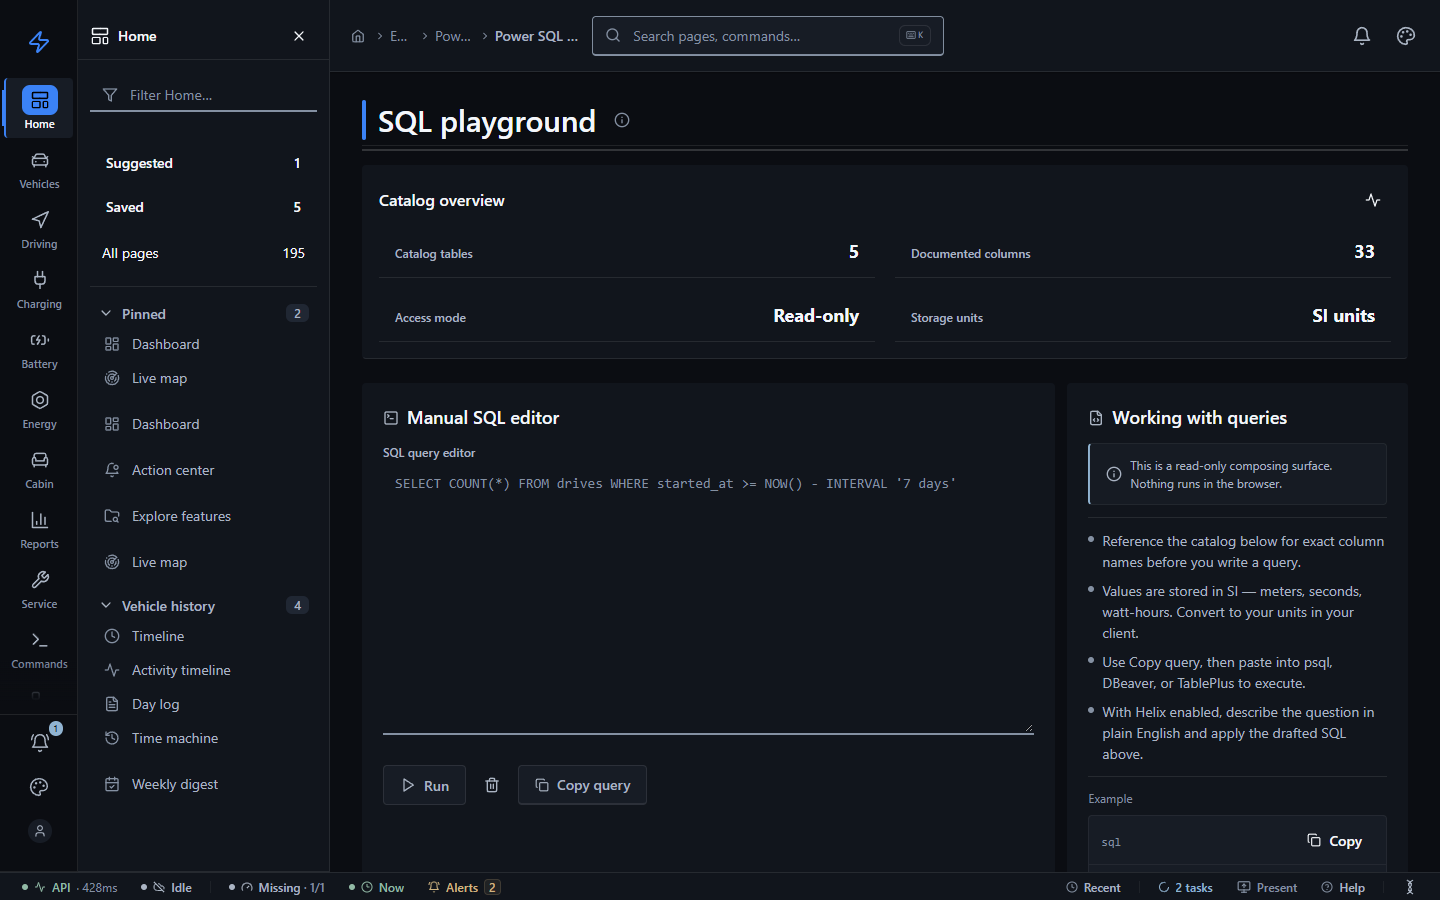 Home
Vehicles
Driving
Charging
Battery
Energy
Cabin
Reports
Service
Commands
1
Home
Filter Home...
Suggested 1
Saved 5
All pages 195
Pinned 2
Dashboard
Live map
Dashboard
Action center
Explore features
Live map
Vehicle history 4
Timeline
Activity timeline
Day log
Time machine
Weekly digest
E... Pow... Power SQL ...
Search pages, commands... K
SQL playground
Catalog overview
Catalog tables 5
Documented columns 33
Access mode Read-only
Storage units SI units
Manual SQL editor
SQL query editor
SELECT COUNT(*) FROM drives WHERE started_at >= NOW() - INTERVAL '7 days'
Run
Copy query
Working with queries
This is a read-only composing surface.
Nothing runs in the browser.
Reference the catalog below for exact column
names before you write a query.
Values are stored in SI — meters, seconds,
watt-hours. Convert to your units in your
client.
Use Copy query, then paste into psql,
DBeaver, or TablePlus to execute.
With Helix enabled, describe the question in
plain English and apply the drafted SQL
above.
Example
sql Copy
API · 428ms Idle Missing · 1/1 Now Alerts 2 Recent 2 tasks Present Help